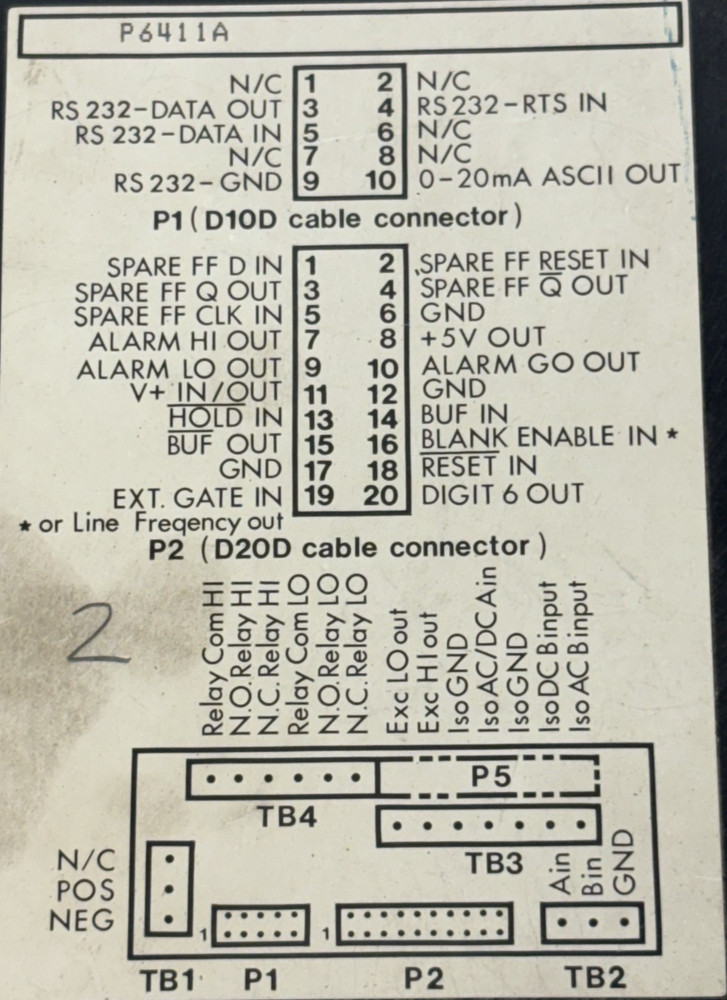 P6411A
N/C 1 2 N/C
RS 232-DATA OUT 3 4 RS 232-RTS IN
RS 232-DATA IN 5 6 N/C
N/C 7 8 N/C
RS 232-GND 9 10 0-20mA ASCII OUT
P1 (D10D cable connector)
SPARE FF D IN 1 2 SPARE FF RESET IN
SPARE FF Q OUT 3 4 SPARE FF Q̅ OUT
SPARE FF CLK IN 5 6 GND
ALARM HI OUT 7 8 +5V OUT
ALARM LO OUT 9 10 ALARM GO OUT
V+ IN/OUT 11 12 GND
H̅O̅L̅D̅ IN 13 14 BUF IN
B̅U̅F̅ OUT 15 16 BLANK ENABLE IN *
GND 17 18 R̅E̅S̅E̅T̅ IN
EXT. GATE IN 19 20 DIGIT 6 OUT
* or Line Freqency out
P2 (D20D cable connector)
2
Relay Com HI
N.O. Relay HI
N.C. Relay HI
Relay Com LO
N.O. Relay LO
N.C. Relay LO
Exc LO out
Exc HI out
Iso GND
Iso AC/DC A in
Iso GND
Iso DC B input
Iso AC B input
P5
TB4
TB3
N/C
POS
NEG
Ain
Bin
GND
1
1
TB1 P1 P2 TB2